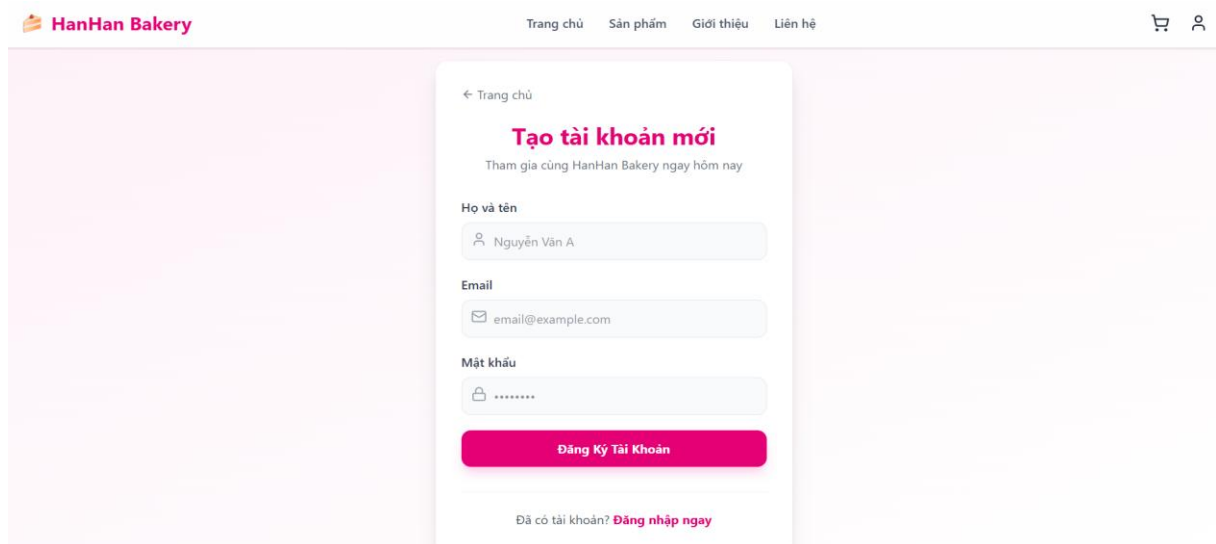 HanHan Bakery
Trang chủ Sản phẩm Giới thiệu Liên hệ
← Trang chủ
Tạo tài khoản mới
Tham gia cùng HanHan Bakery ngay hôm nay
Họ và tên
Nguyễn Văn A
Email
email@example.com
Mật khẩu
••••••••
Đăng Ký Tài Khoản
Đã có tài khoản? Đăng nhập ngay